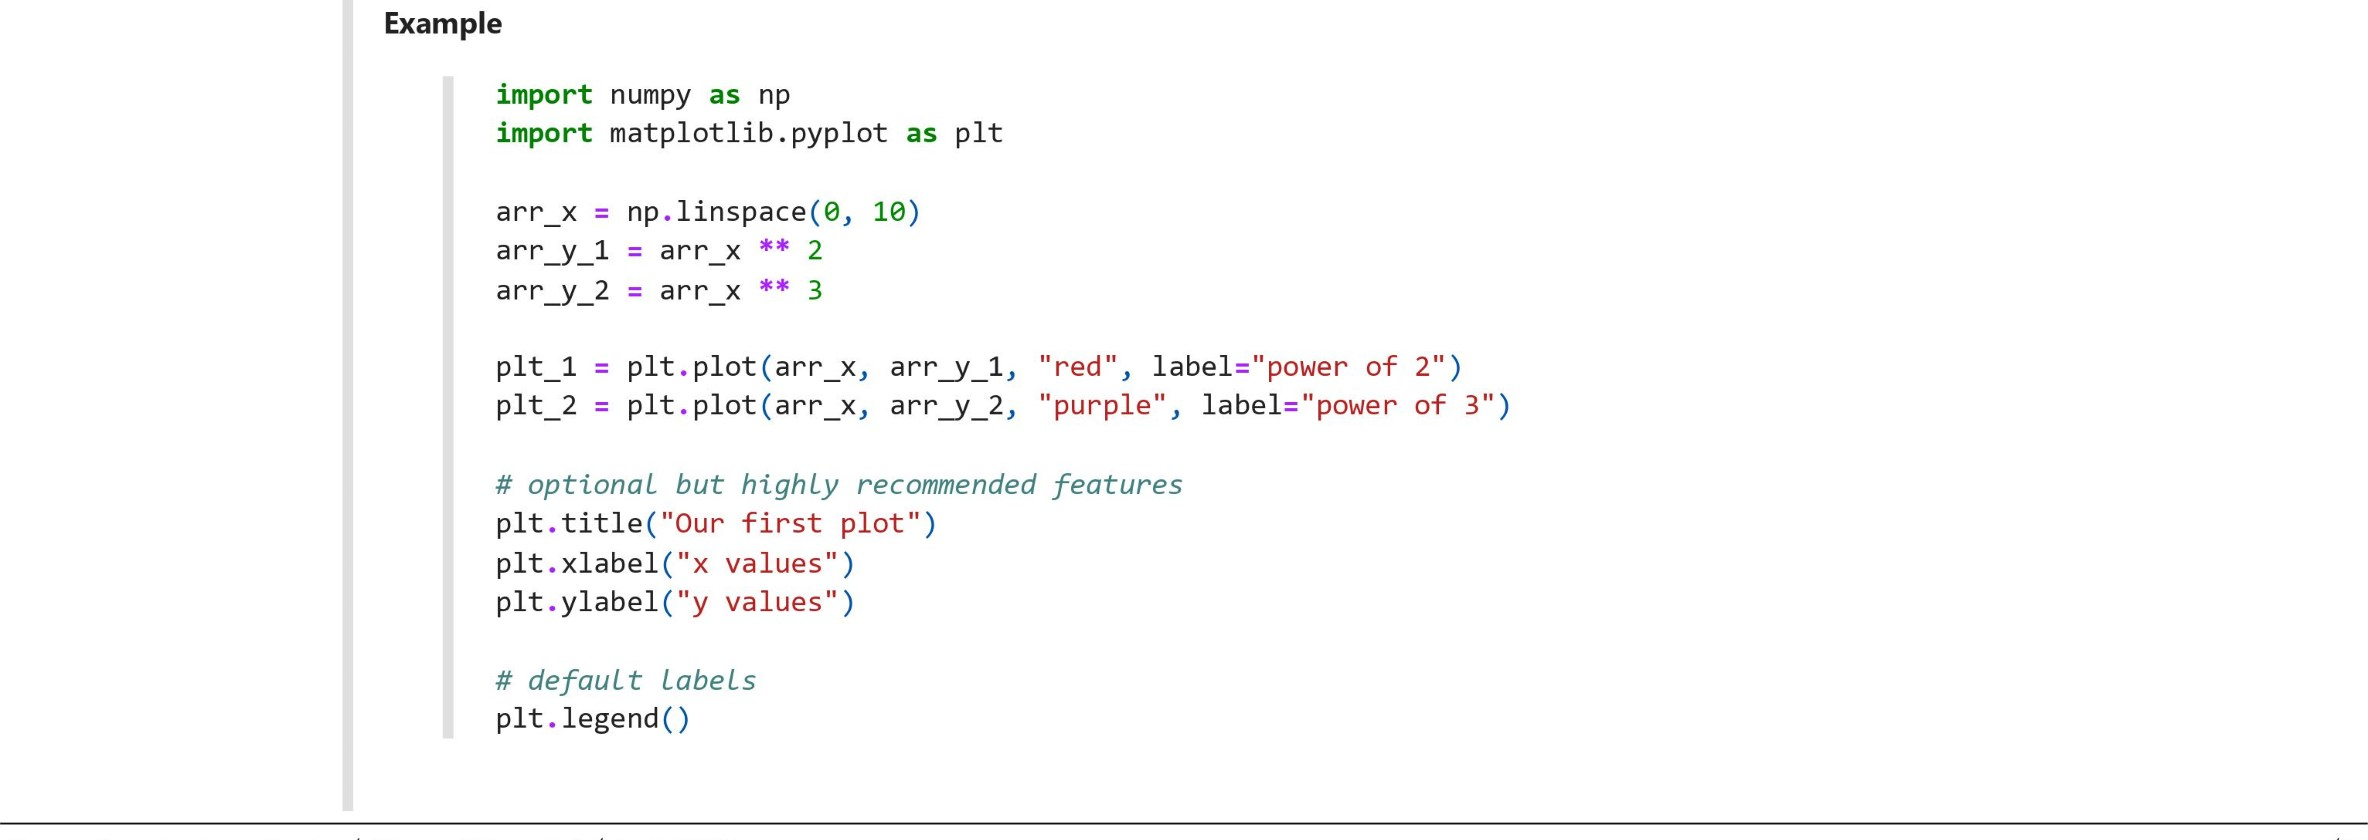 Example
import numpy as np
import matplotlib.pyplot as plt
arr_x = np.linspace(0, 10)
arr_y_1 = arr_x ** 2
arr_y_2 = arr_x ** 3
plt_1 = plt.plot(arr_x, arr_y_1, "red", label="power of 2")
plt_2 = plt.plot(arr_x, arr_y_2, "purple", label="power of 3")
# optional but highly recommended features
plt.title("Our first plot")
plt.xlabel("x values")
plt.ylabel("y values")
# default labels
plt.legend()